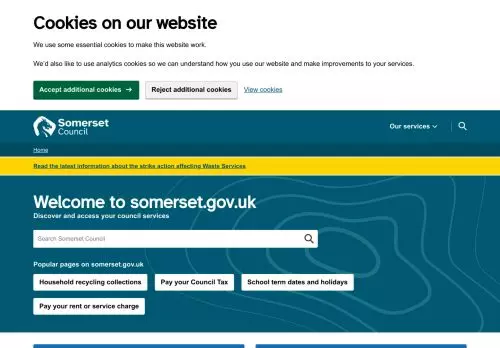 Cookies on our website
We use some essential cookies to make this website work.
We'd also like to use analytics cookies so we can understand how you use our website and make improvements to your services.
Accept additional cookies
Reject additional cookies
View cookies
Somerset
Council
Our services
Home
Read the latest information about the strike action affecting Waste Services
Welcome to somerset.gov.uk
Discover and access your council services
Search Somerset Council
Popular pages on somerset.gov.uk
Household recycling collections
Pay your Council Tax
School term dates and holidays
Pay your rent or service charge